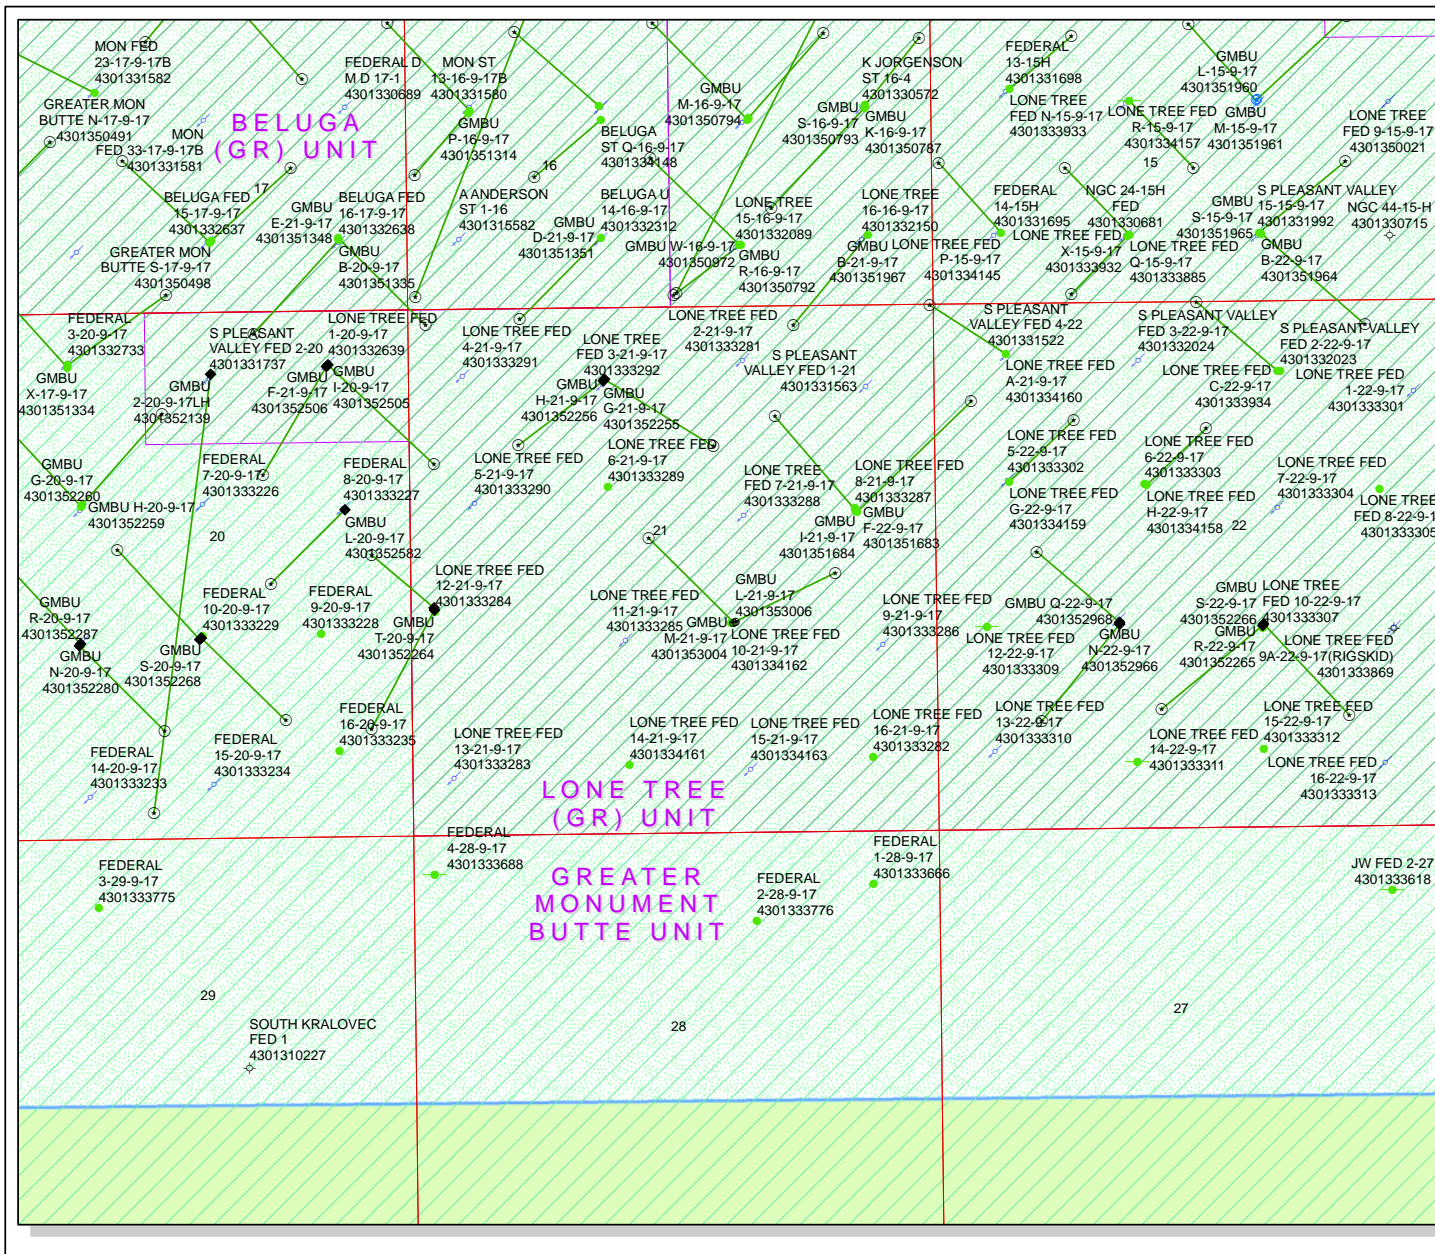 MON FED
23-17-9-17B
4301331582
FEDERAL D
M D 17-1
4301330689
MON ST
13-16-9-17B
4301331580
GREATER MON
BUTTE N-17-9-17
4301350491
MON
FED 33-17-9-17B
4301331581
BELUGA
(GR) UNIT
GMBU
P-16-9-17
4301351314
GMBU
M-16-9-17
4301350794
K JORGENSON
ST 16-4
4301330572
GMBU
S-16-9-17
4301350793
GMBU
K-16-9-17
4301350787
FEDERAL
13-15H
4301331698
LONE TREE
FED N-15-9-17
4301333933
LONE TREE FED
R-15-9-17
4301334157
GMBU
L-15-9-17
4301351960
GMBU
M-15-9-17
4301351961
LONE TREE
FED 9-15-9-17
4301350021
BELUGA
ST Q-16-9-17
4301334148
16
15
17
BELUGA FED
15-17-9-17
4301332637
GMBU
E-21-9-17
4301351348
BELUGA FED
16-17-9-17
4301332638
GMBU
B-20-9-17
4301351335
GREATER MON
BUTTE S-17-9-17
4301350498
A ANDERSON
ST 1-16
4301315582
GMBU
D-21-9-17
4301351351
BELUGA U
14-16-9-17
4301332312
GMBU W-16-9-17
4301350972
LONE TREE
15-16-9-17
4301332089
GMBU
R-16-9-17
4301350792
LONE TREE
16-16-9-17
4301332150
GMBU
B-21-9-17
4301351967
LONE TREE FED
P-15-9-17
4301334145
FEDERAL
14-15H
4301331695
LONE TREE FED
X-15-9-17
4301333932
NGC 24-15H
FED
4301330681
LONE TREE FED
Q-15-9-17
4301333885
GMBU
S-15-9-17
4301351965
S PLEASANT VALLEY
15-15-9-17
4301331992
GMBU
B-22-9-17
4301351964
NGC 44-15-H
4301330715
FEDERAL
3-20-9-17
4301332733
GMBU
X-17-9-17
4301351334
S PLEASANT
VALLEY FED 2-20
4301331737
GMBU
2-20-9-17LH
4301352139
LONE TREE FED
1-20-9-17
4301332639
GMBU
F-21-9-17
4301352506
GMBU
I-20-9-17
4301352505
LONE TREE FED
4-21-9-17
4301333291
LONE TREE
FED 3-21-9-17
4301333292
GMBU
H-21-9-17
4301352256
GMBU
G-21-9-17
4301352255
LONE TREE FED
2-21-9-17
4301333281
S PLEASANT
VALLEY FED 1-21
4301331563
S PLEASANT
VALLEY FED 4-22
4301331522
LONE TREE FED
A-21-9-17
4301334160
S PLEASANT VALLEY
FED 3-22-9-17
4301332024
LONE TREE FED
C-22-9-17
4301333934
S PLEASANT VALLEY
FED 2-22-9-17
4301332023
LONE TREE FED
1-22-9-17
4301333301
GMBU
G-20-9-17
4301352260
GMBU H-20-9-17
4301352259
FEDERAL
7-20-9-17
4301333226
FEDERAL
8-20-9-17
4301333227
GMBU
L-20-9-17
4301352582
LONE TREE FED
5-21-9-17
4301333290
LONE TREE FED
6-21-9-17
4301333289
LONE TREE
FED 7-21-9-17
4301333288
LONE TREE FED
8-21-9-17
4301333287
GMBU
I-21-9-17
4301351684
GMBU
F-22-9-17
4301351683
LONE TREE FED
5-22-9-17
4301333302
LONE TREE FED
G-22-9-17
4301334159
LONE TREE FED
6-22-9-17
4301333303
LONE TREE FED
H-22-9-17
4301334158
LONE TREE FED
7-22-9-17
4301333304
LONE TREE
FED 8-22-9-1
4301333305
20
21
22
GMBU
R-20-9-17
4301352287
GMBU
N-20-9-17
4301352280
FEDERAL
10-20-9-17
4301333229
GMBU
S-20-9-17
4301352268
FEDERAL
9-20-9-17
4301333228
LONE TREE FED
12-21-9-17
4301333284
GMBU
T-20-9-17
4301352264
LONE TREE FED
11-21-9-17
4301333285
GMBU
L-21-9-17
4301353006
GMBU
M-21-9-17
4301353004
LONE TREE FED
10-21-9-17
4301334162
LONE TREE FED
9-21-9-17
4301333286
LONE TREE FED
12-22-9-17
4301333309
GMBU Q-22-9-17
4301352968
GMBU
N-22-9-17
4301352966
GMBU
S-22-9-17
4301352266
GMBU
R-22-9-17
4301352265
LONE TREE
FED 10-22-9-17
4301333307
LONE TREE FED
9A-22-9-17(RIGSKID)
4301333869
FEDERAL
14-20-9-17
4301333233
FEDERAL
15-20-9-17
4301333234
FEDERAL
16-20-9-17
4301333235
LONE TREE FED
13-21-9-17
4301333283
LONE TREE FED
14-21-9-17
4301334161
LONE TREE FED
15-21-9-17
4301334163
LONE TREE FED
16-21-9-17
4301333282
LONE TREE FED
13-22-9-17
4301333310
LONE TREE FED
14-22-9-17
4301333311
LONE TREE FED
15-22-9-17
4301333312
LONE TREE FED
16-22-9-17
4301333313
LONE TREE
(GR) UNIT
FEDERAL
3-29-9-17
4301333775
FEDERAL
4-28-9-17
4301333688
GREATER
MONUMENT
BUTTE UNIT
FEDERAL
2-28-9-17
4301333776
FEDERAL
1-28-9-17
4301333666
JW FED 2-27
4301333618
29
28
27
SOUTH KRALOVEC
FED 1
4301310227